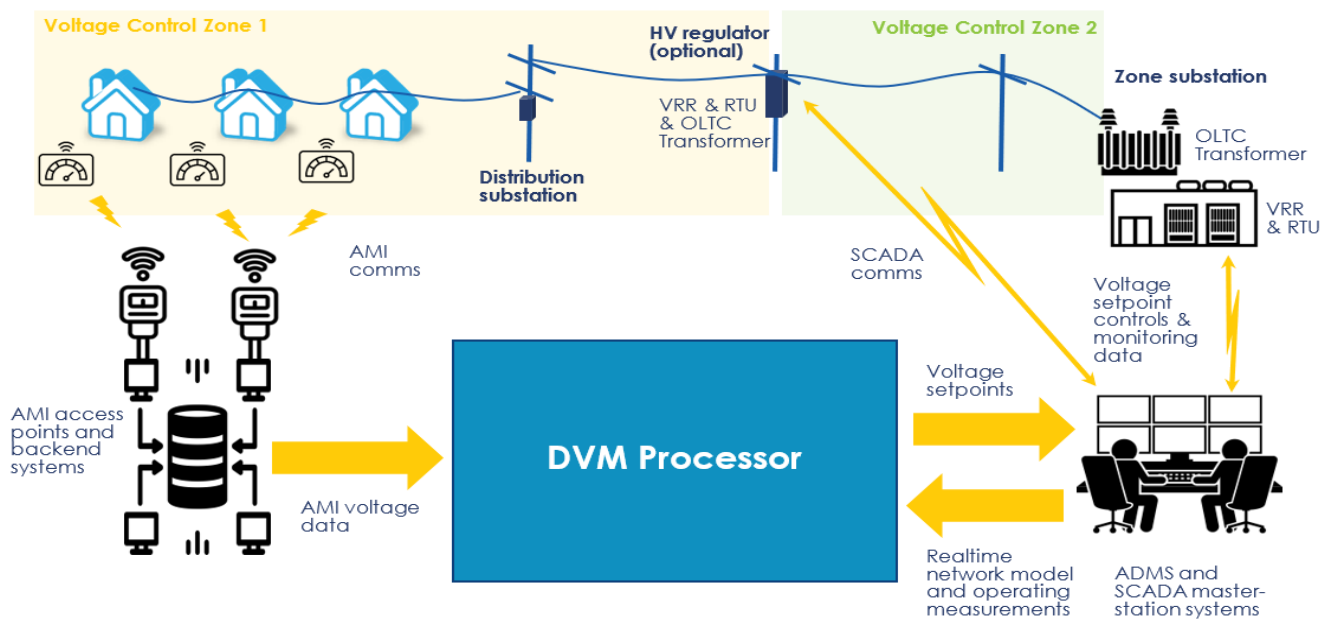 Voltage Control Zone 1
HV regulator
(optional)
Voltage Control Zone 2
Zone substation
VRR & RTU
& OLTC
Transformer
OLTC
Transformer
Distribution
substation
VRR
& RTU
AMI
comms
SCADA
comms
Voltage
setpoint
controls &
monitoring
data
AMI access
points and
backend
systems
DVM Processor
Voltage
setpoints
AMI voltage
data
Realtime
network model
and operating
measurements
ADMS and
SCADA master-
station systems